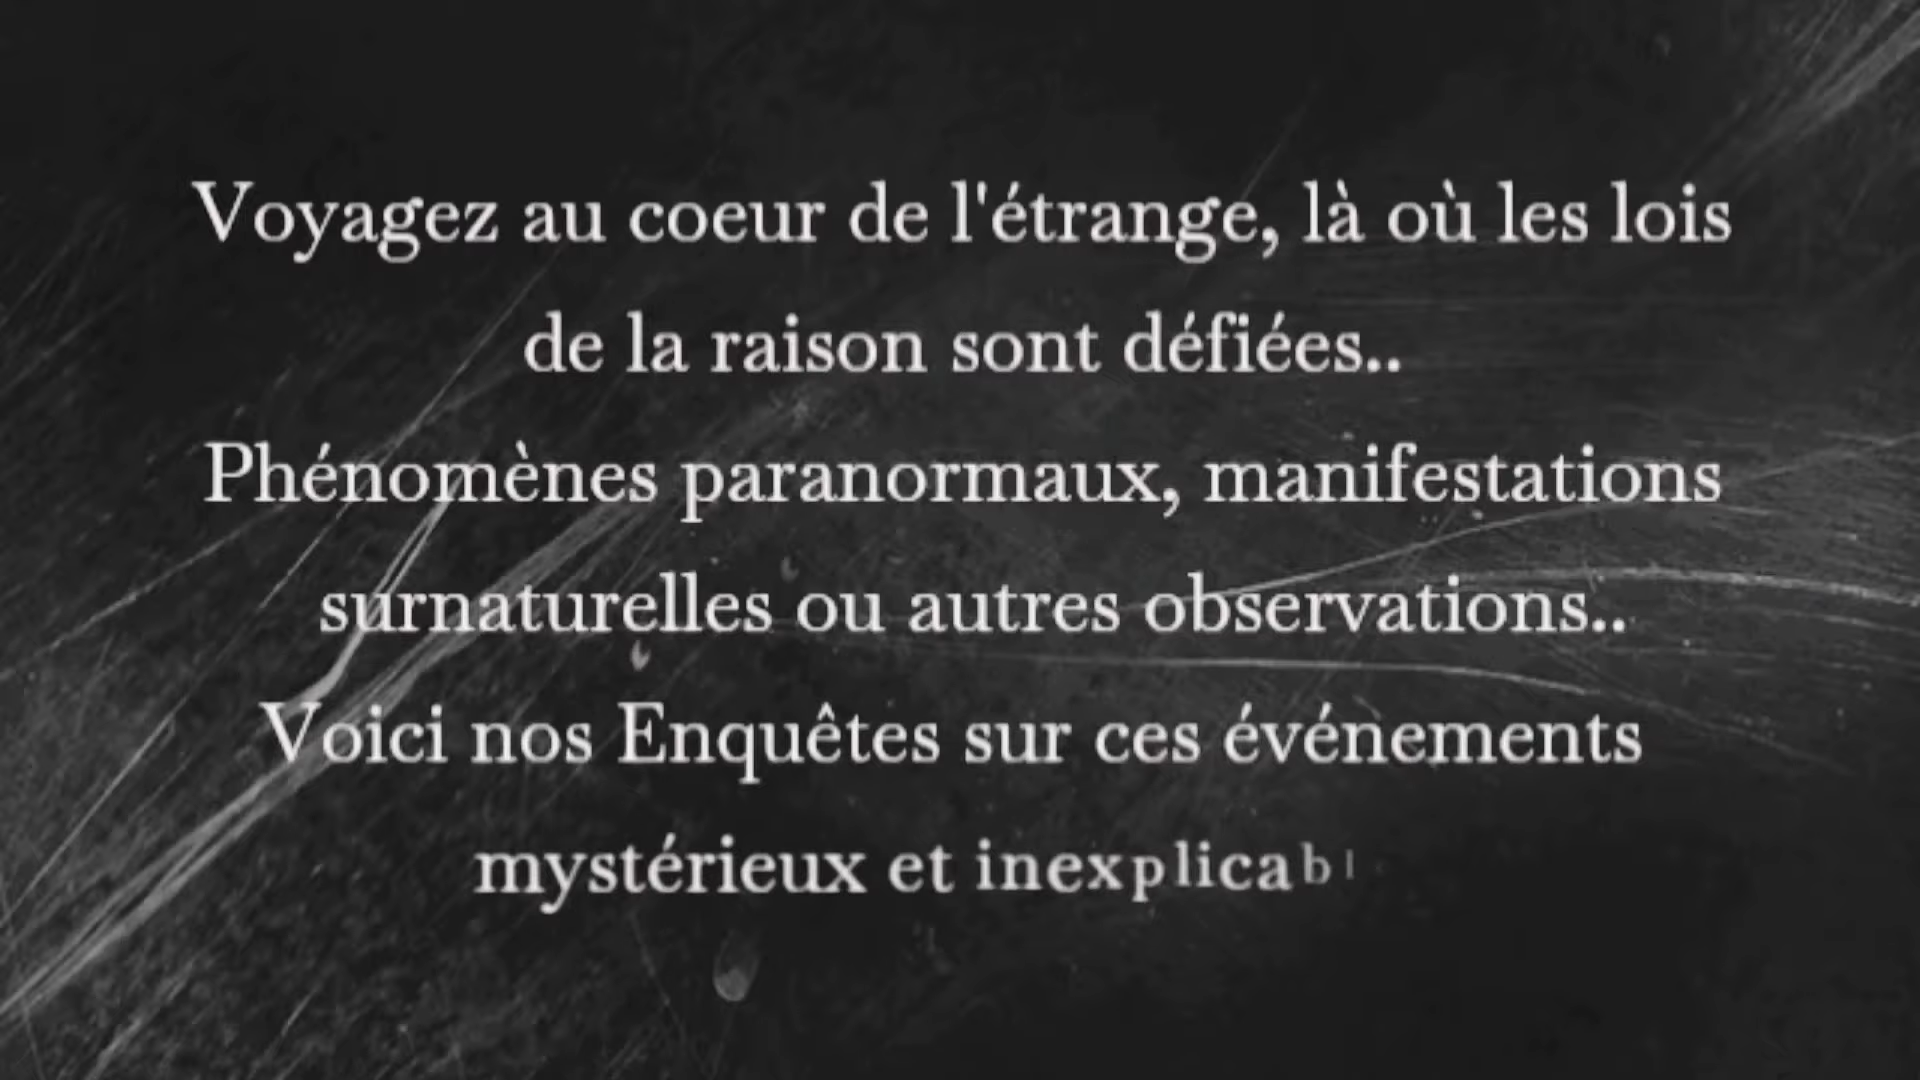 Voyagez au coeur de l'étrange, là où les lois
de la raison sont défiées..
Phénomènes paranormaux, manifestations
surnaturelles ou autres observations..
Voici nos Enquêtes sur ces événements
mystérieux et inexplicabl